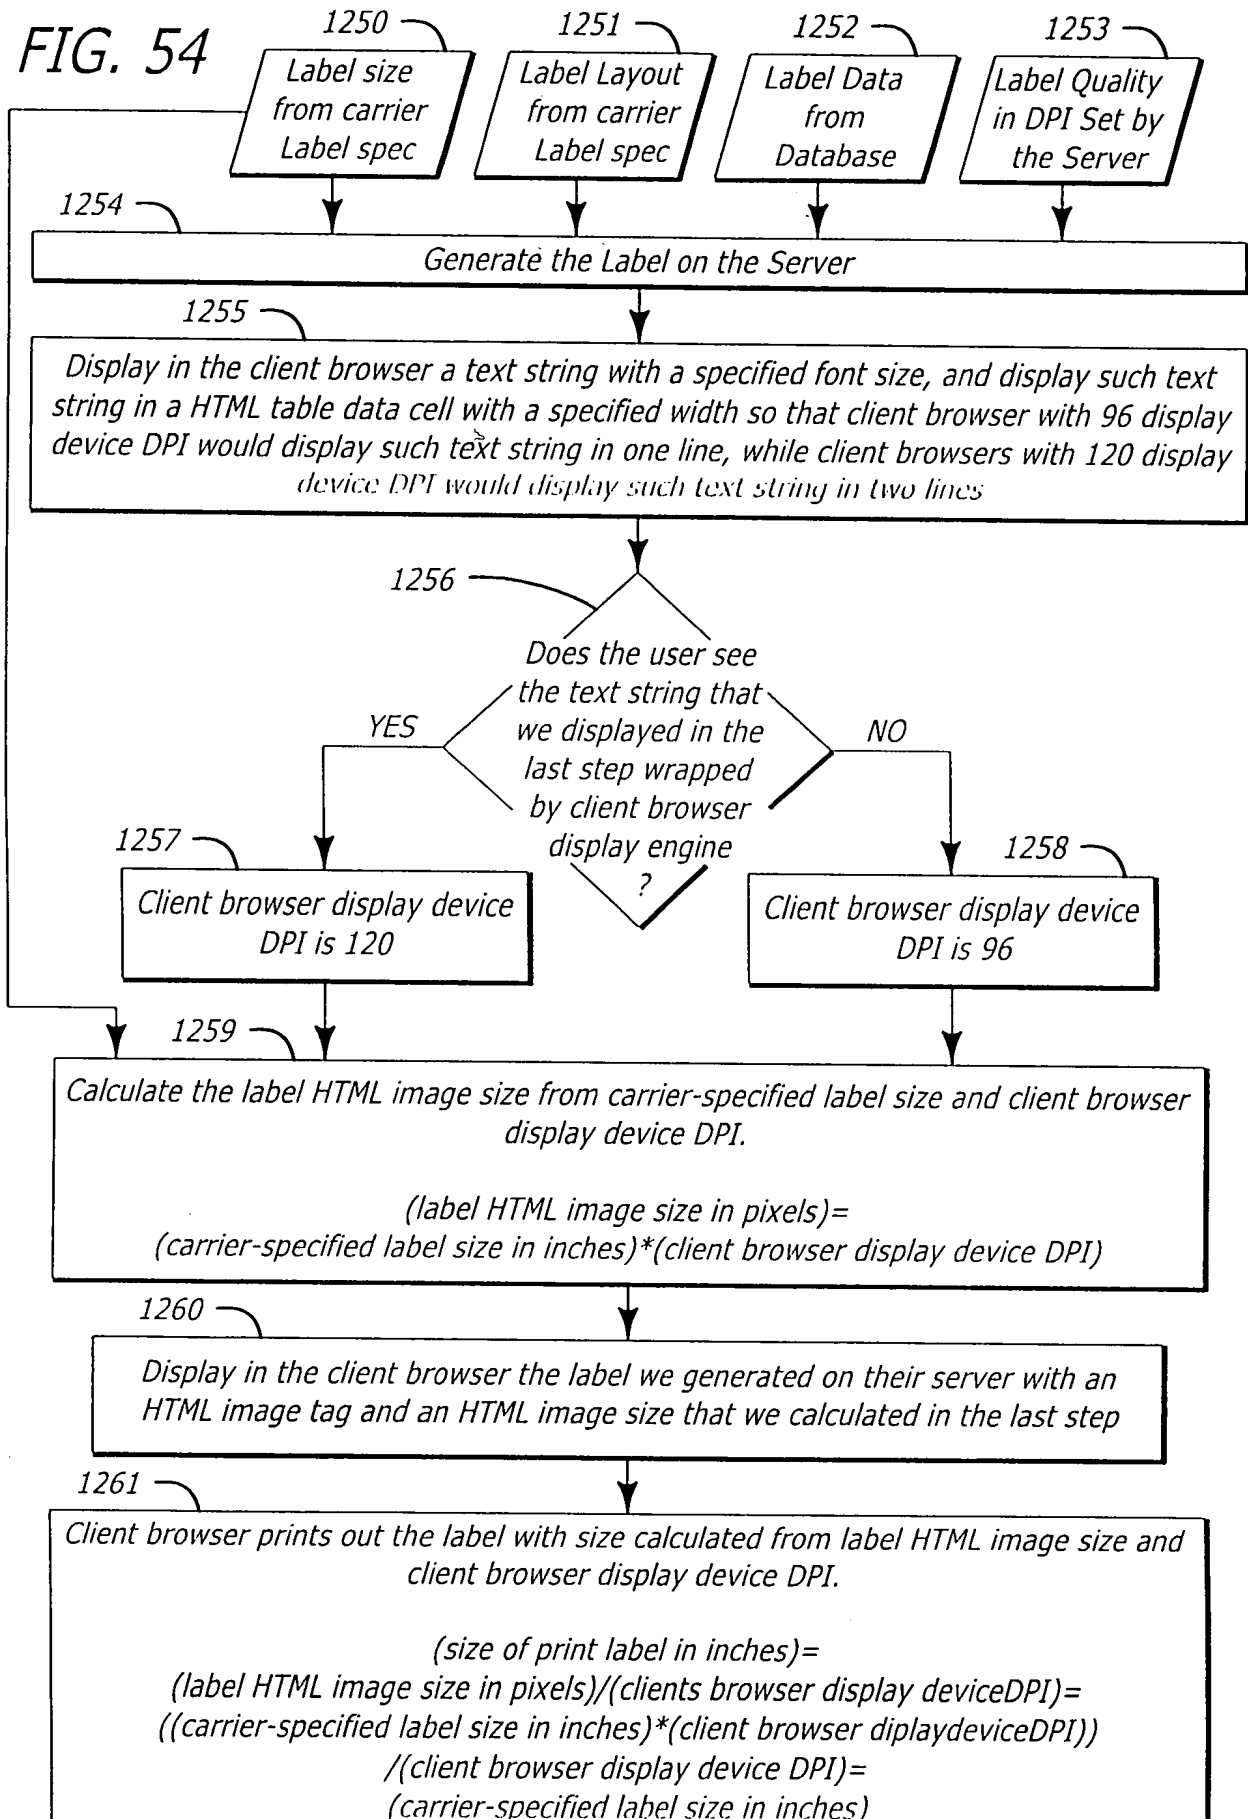 FIG. 54
1250
1251
1252
1253
Label size
from carrier
Label spec
Label Layout
from carrier
Label spec
Label Data
from
Database
Label Quality
in DPI Set by
the Server
1254
Generate the Label on the Server
1255
Display in the client browser a text string with a specified font size, and display such text
string in a HTML table data cell with a specified width so that client browser with 96 display
device DPI would display such text string in one line, while client browsers with 120 display
device DPI would display such text string in two lines
1256
Does the user see
the text string that
we displayed in the
last step wrapped
by client browser
display engine
?
YES
NO
1257
Client browser display device
DPI is 120
1258
Client browser display device
DPI is 96
1259
Calculate the label HTML image size from carrier-specified label size and client browser
display device DPI.
(label HTML image size in pixels)=
(carrier-specified label size in inches)*(client browser display device DPI)
1260
Display in the client browser the label we generated on their server with an
HTML image tag and an HTML image size that we calculated in the last step
1261
Client browser prints out the label with size calculated from label HTML image size and
client browser display device DPI.
(size of print label in inches)=
(label HTML image size in pixels)/(clients browser display deviceDPI)=
((carrier-specified label size in inches)*(client browser diplaydeviceDPI))
/(client browser display device DPI)=
(carrier-specified label size in inches)